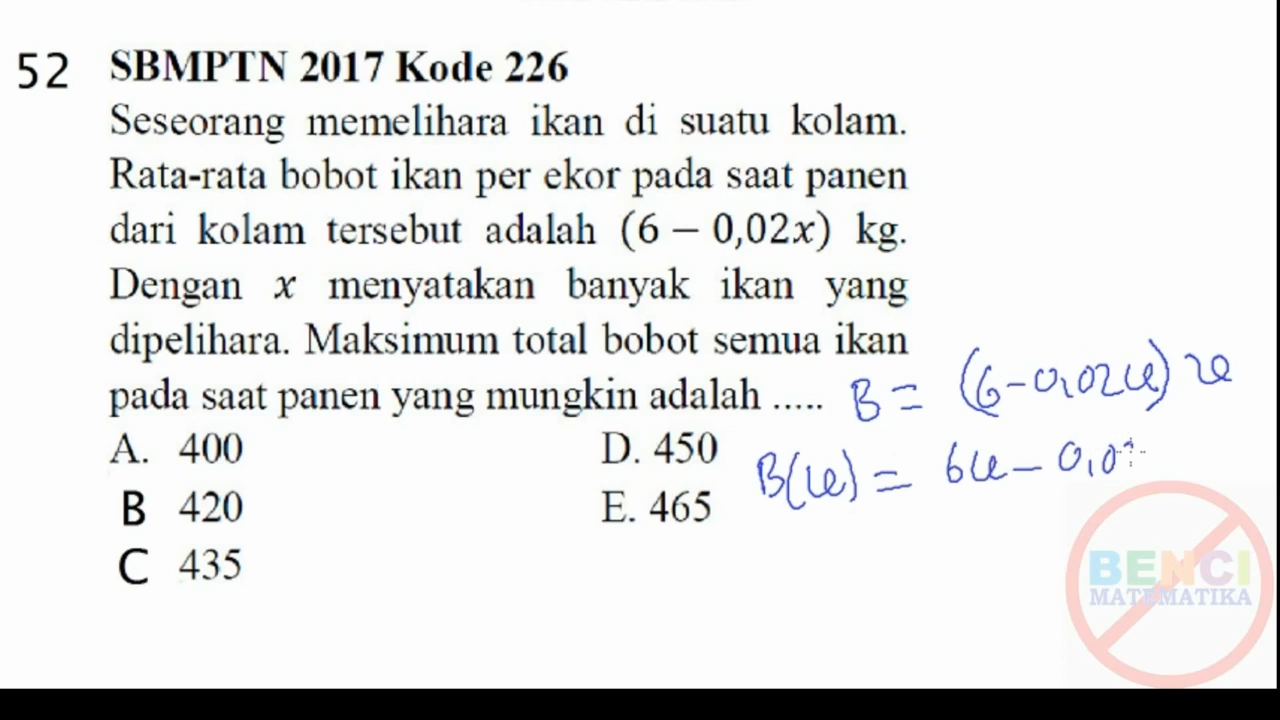 52 SBMPTN 2017 Kode 226
Seseorang memelihara ikan di suatu kolam.
Rata-rata bobot ikan per ekor pada saat panen
dari kolam tersebut adalah (6 − 0,02x) kg.
Dengan x menyatakan banyak ikan yang
dipelihara. Maksimum total bobot semua ikan
pada saat panen yang mungkin adalah .....
B = (6-0,02x)x
A. 400
D. 450
B(x) = 6x - 0,0
B 420
E. 465
C 435
BENCI
MATEMATIKA